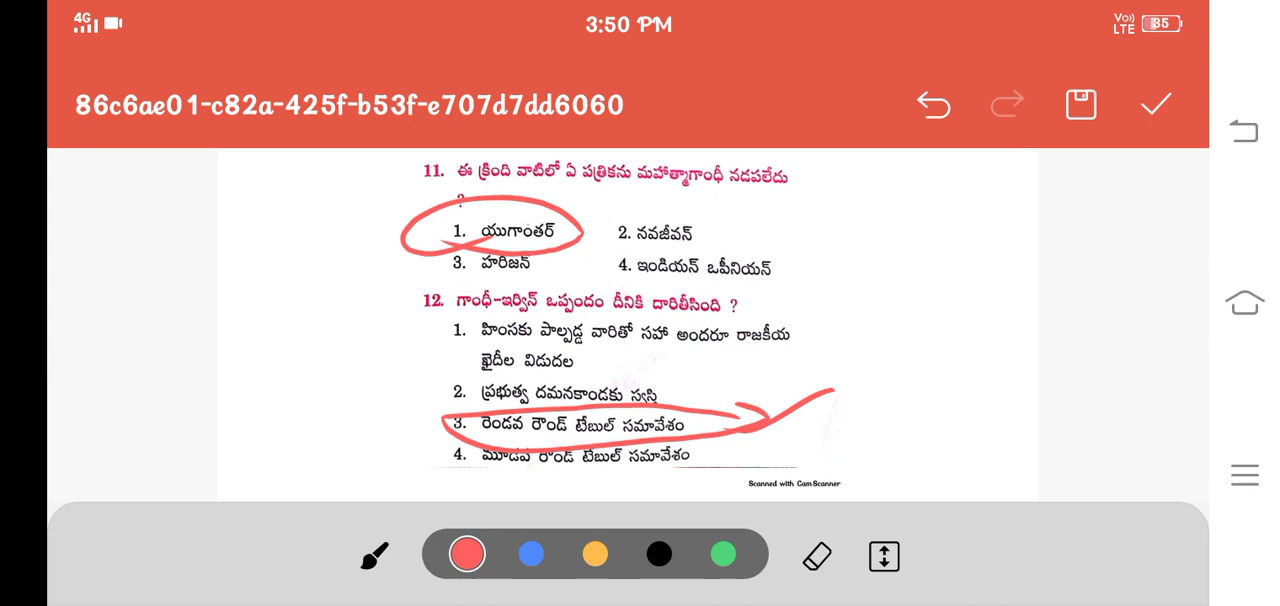 4G 3:50 PM Vo)) LTE 35
86c6ae01-c82a-425f-b53f-e707d7dd6060
11. ఈ క్రింది వాటిలో ఏ పత్రికను మహాత్మాగాంధీ నడపలేదు
?
1. యుగాంతర్ 2. నవజీవన్
3. హరిజన్ 4. ఇండియన్ ఒపీనియన్
12. గాంధీ-ఇర్విన్ ఒప్పందం దీనికి దారితీసింది ?
1. హింసకు పాల్పడ్డ వారితో సహా అందరూ రాజకీయ
ఖైదీల విడుదల
2. ప్రభుత్వ దమనకాండకు స్వస్తి
3. రెండవ రౌండ్ టేబుల్ సమావేశం
4. మూడవ రౌండ్ టేబుల్ సమావేశం
Scanned with CamScanner